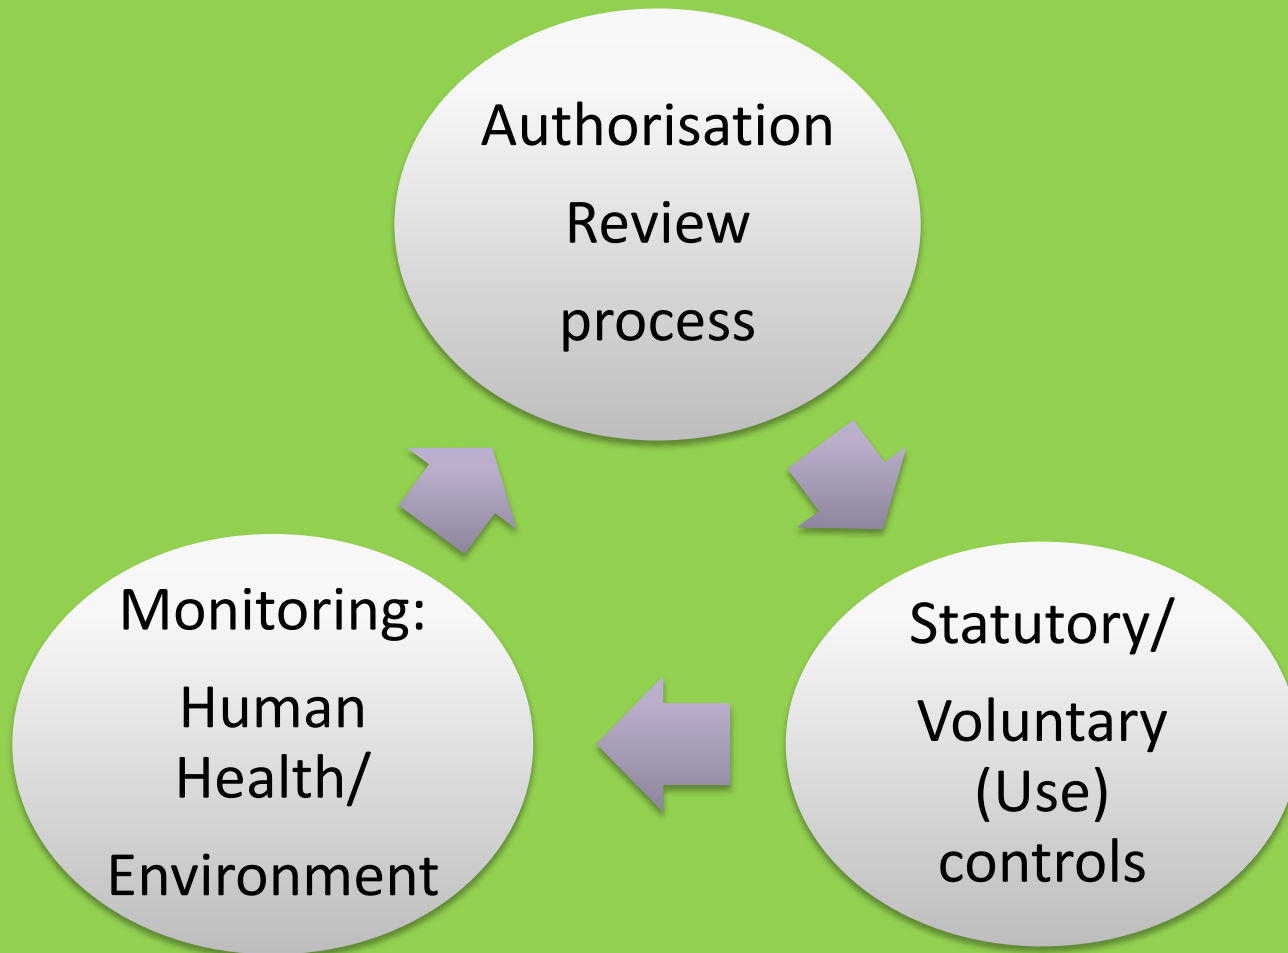 Authorisation
Review
process
Monitoring:
Human
Health/
Environment
Statutory/
Voluntary
(Use)
controls